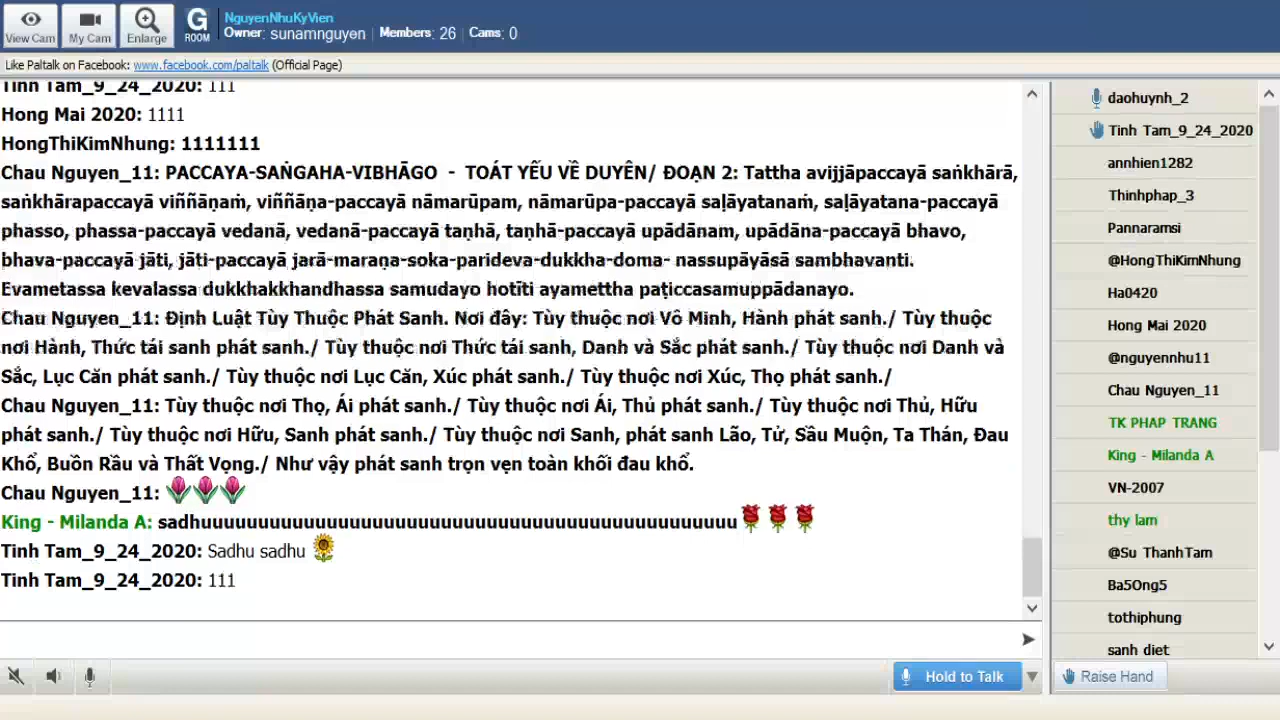 View Cam
My Cam
Enlarge
G
ROOM
NguyenNhuKyVien
Owner: sunamnguyen | Members: 26 | Cams: 0
Like Paltalk on Facebook: www.facebook.com/paltalk (Official Page)
Tinh Tam_9_24_2020: 111
Hong Mai 2020: 1111
HongThiKimNhung: 1111111
Chau Nguyen_11: PACCAYA-SAṄGAHA-VIBHĀGO - TOÁT YẾU VỀ DUYÊN/ ĐOẠN 2: Tattha avijjāpaccayā saṅkhārā,
saṅkhārapaccayā viññāṇaṁ, viññāṇa-paccayā nāmarūpam, nāmarūpa-paccayā saḷāyatanaṁ, saḷāyatana-paccayā
phasso, phassa-paccayā vedanā, vedanā-paccayā taṇhā, taṇhā-paccayā upādānam, upādāna-paccayā bhavo,
bhava-paccayā jāti, jāti-paccayā jarā-maraṇa-soka-parideva-dukkha-doma- nassupāyāsā sambhavanti.
Evametassa kevalassa dukkhakkhandhassa samudayo hotīti ayamettha paṭiccasamuppādanayo.
Chau Nguyen_11: Định Luật Tùy Thuộc Phát Sanh. Nơi đây: Tùy thuộc nơi Vô Minh, Hành phát sanh./ Tùy thuộc
nơi Hành, Thức tái sanh phát sanh./ Tùy thuộc nơi Thức tái sanh, Danh và Sắc phát sanh./ Tùy thuộc nơi Danh và
Sắc, Lục Căn phát sanh./ Tùy thuộc nơi Lục Căn, Xúc phát sanh./ Tùy thuộc nơi Xúc, Thọ phát sanh./
Chau Nguyen_11: Tùy thuộc nơi Thọ, Ái phát sanh./ Tùy thuộc nơi Ái, Thủ phát sanh./ Tùy thuộc nơi Thủ, Hữu
phát sanh./ Tùy thuộc nơi Hữu, Sanh phát sanh./ Tùy thuộc nơi Sanh, phát sanh Lão, Tử, Sầu Muộn, Ta Thán, Đau
Khổ, Buồn Rầu và Thất Vọng./ Như vậy phát sanh trọn vẹn toàn khối đau khổ.
Chau Nguyen_11:
King - Milanda A: sadhuuuuuuuuuuuuuuuuuuuuuuuuuuuuuuuuuuuuuuuuuuuuuuu
Tinh Tam_9_24_2020: Sadhu sadhu
Tinh Tam_9_24_2020: 111
Hold to Talk
daohuynh_2
Tinh Tam_9_24_2020
annhien1282
Thinhphap_3
Pannaramsi
@HongThiKimNhung
Ha0420
Hong Mai 2020
@nguyennhu11
Chau Nguyen_11
TK PHAP TRANG
King - Milanda A
VN-2007
thy lam
@Su ThanhTam
Ba5Ong5
tothiphung
sanh diet
Raise Hand